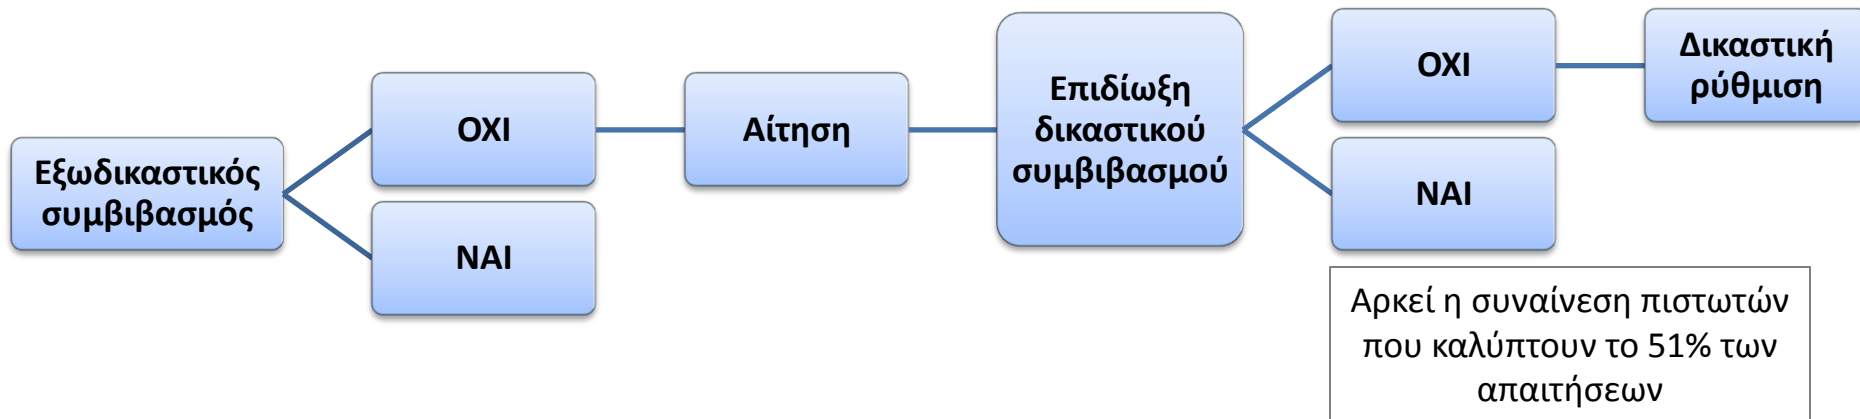 Εξωδικαστικός
συμβιβασμός
ΟΧΙ
ΝΑΙ
Αίτηση
Επιδίωξη
δικαστικού
συμβιβασμού
ΟΧΙ
ΝΑΙ
Δικαστική
ρύθμιση
Αρκεί η συναίνεση πιστωτών
που καλύπτουν το 51% των
απαιτήσεων